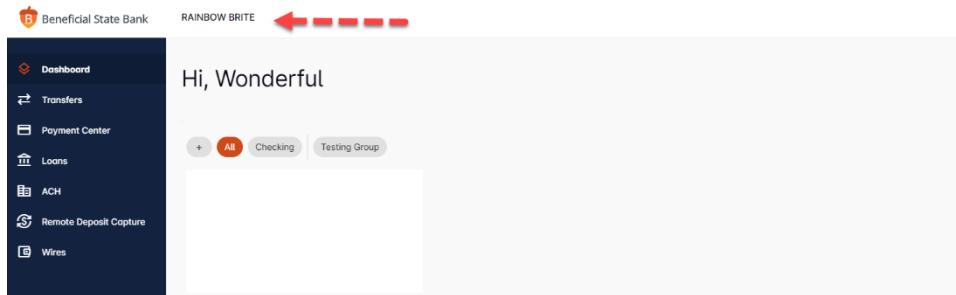 B Beneficial State Bank
RAINBOW BRITE
Dashboard
Transfers
Payment Center
Loans
ACH
Remote Deposit Capture
Wires
Hi, Wonderful
+ All Checking Testing Group